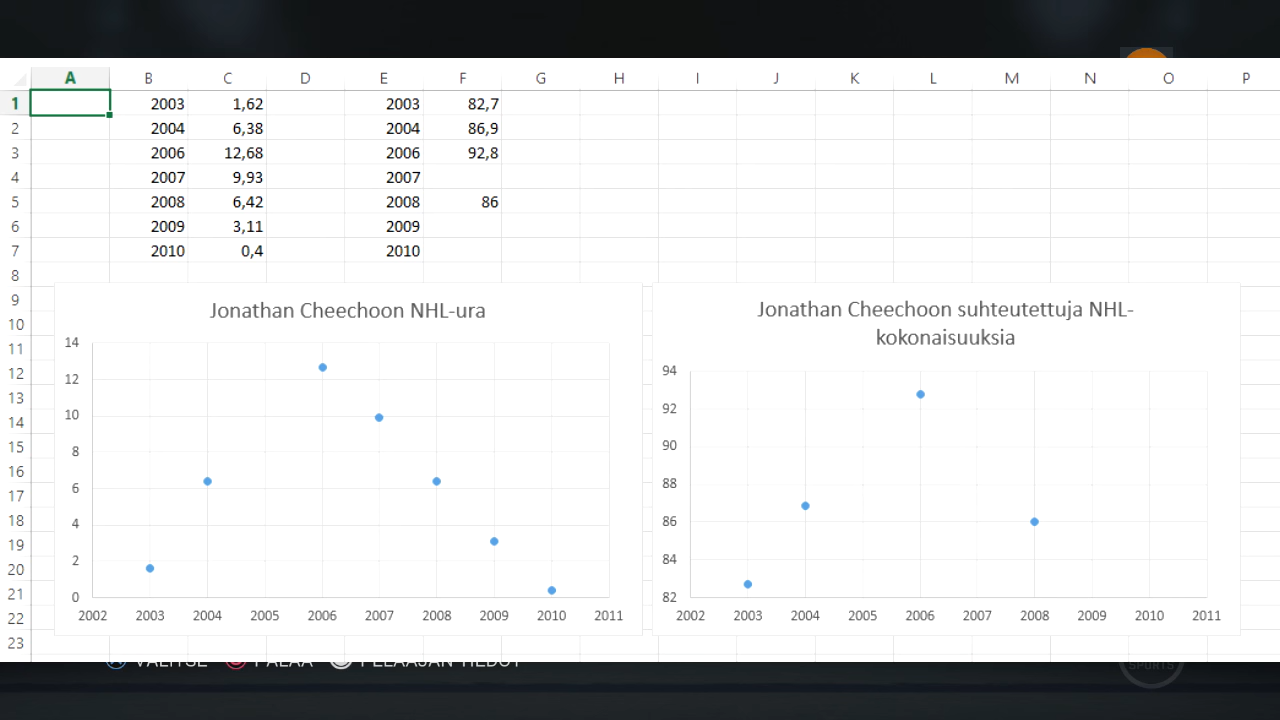 A B C D E F G H I J K L M N O P
1 2003 1,62 2003 82,7
2 2004 6,38 2004 86,9
3 2006 12,68 2006 92,8
4 2007 9,93 2007
5 2008 6,42 2008 86
6 2009 3,11 2009
7 2010 0,4 2010
8
9
10
11
12
13
14
15
16
17
18
19
20
21
22
23
Jonathan Cheechoon NHL-ura
14
12
10
8
6
4
2
0
2002 2003 2004 2005 2006 2007 2008 2009 2010 2011
Jonathan Cheechoon suhteutettuja NHL-
kokonaisuuksia
94
92
90
88
86
84
82
2002 2003 2004 2005 2006 2007 2008 2009 2010 2011
VALITSE PALAA PELAAJAN TIEDOT
SPORTS